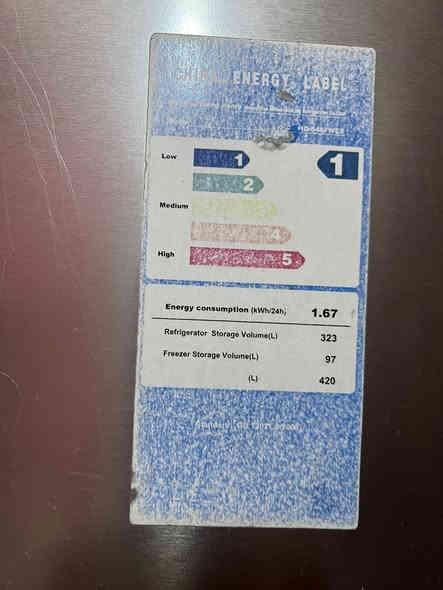 CHINA ENERGY LABEL
Low
1
1
2
Medium
4
High
5
Energy consumption (kWh/24h) 1.67
Refrigerator Storage Volume(L) 323
Freezer Storage Volume(L) 97
(L) 420